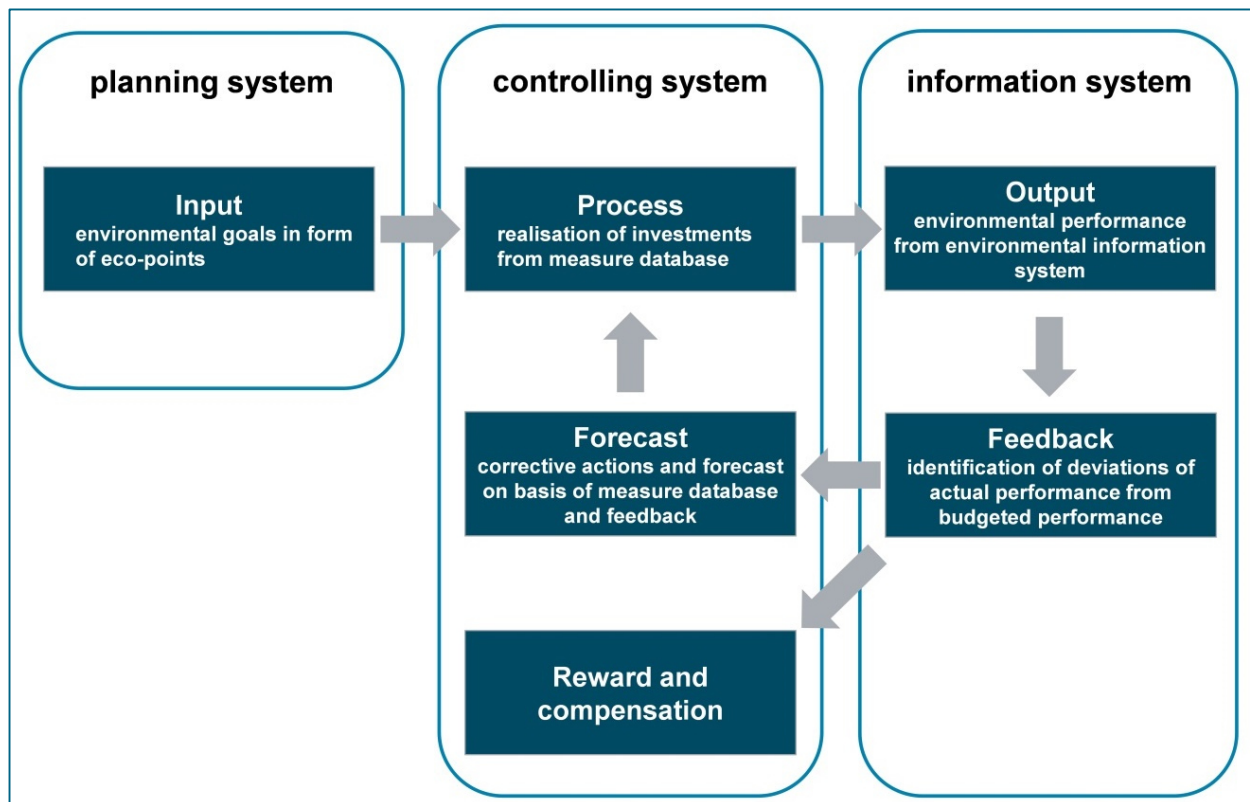 planning system
controlling system
information system
Input
environmental goals in form
of eco-points
Process
realisation of investments
from measure database
Output
environmental performance
from environmental information
system
Forecast
corrective actions and forecast
on basis of measure database
and feedback
Feedback
identification of deviations of
actual performance from
budgeted performance
Reward and
compensation